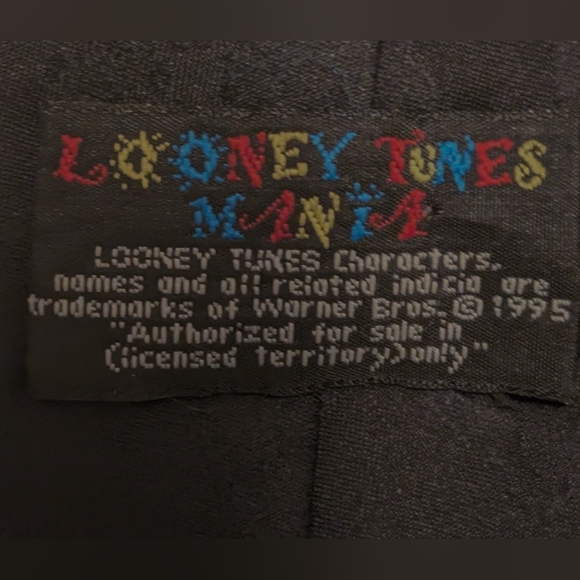 LOONEY TUNES
MANIA
LOONEY TUNES Characters,
names and all related indicia are
trademarks of Warner Bros. © 1995
"Authorized for sale in
(licensed territory) only"